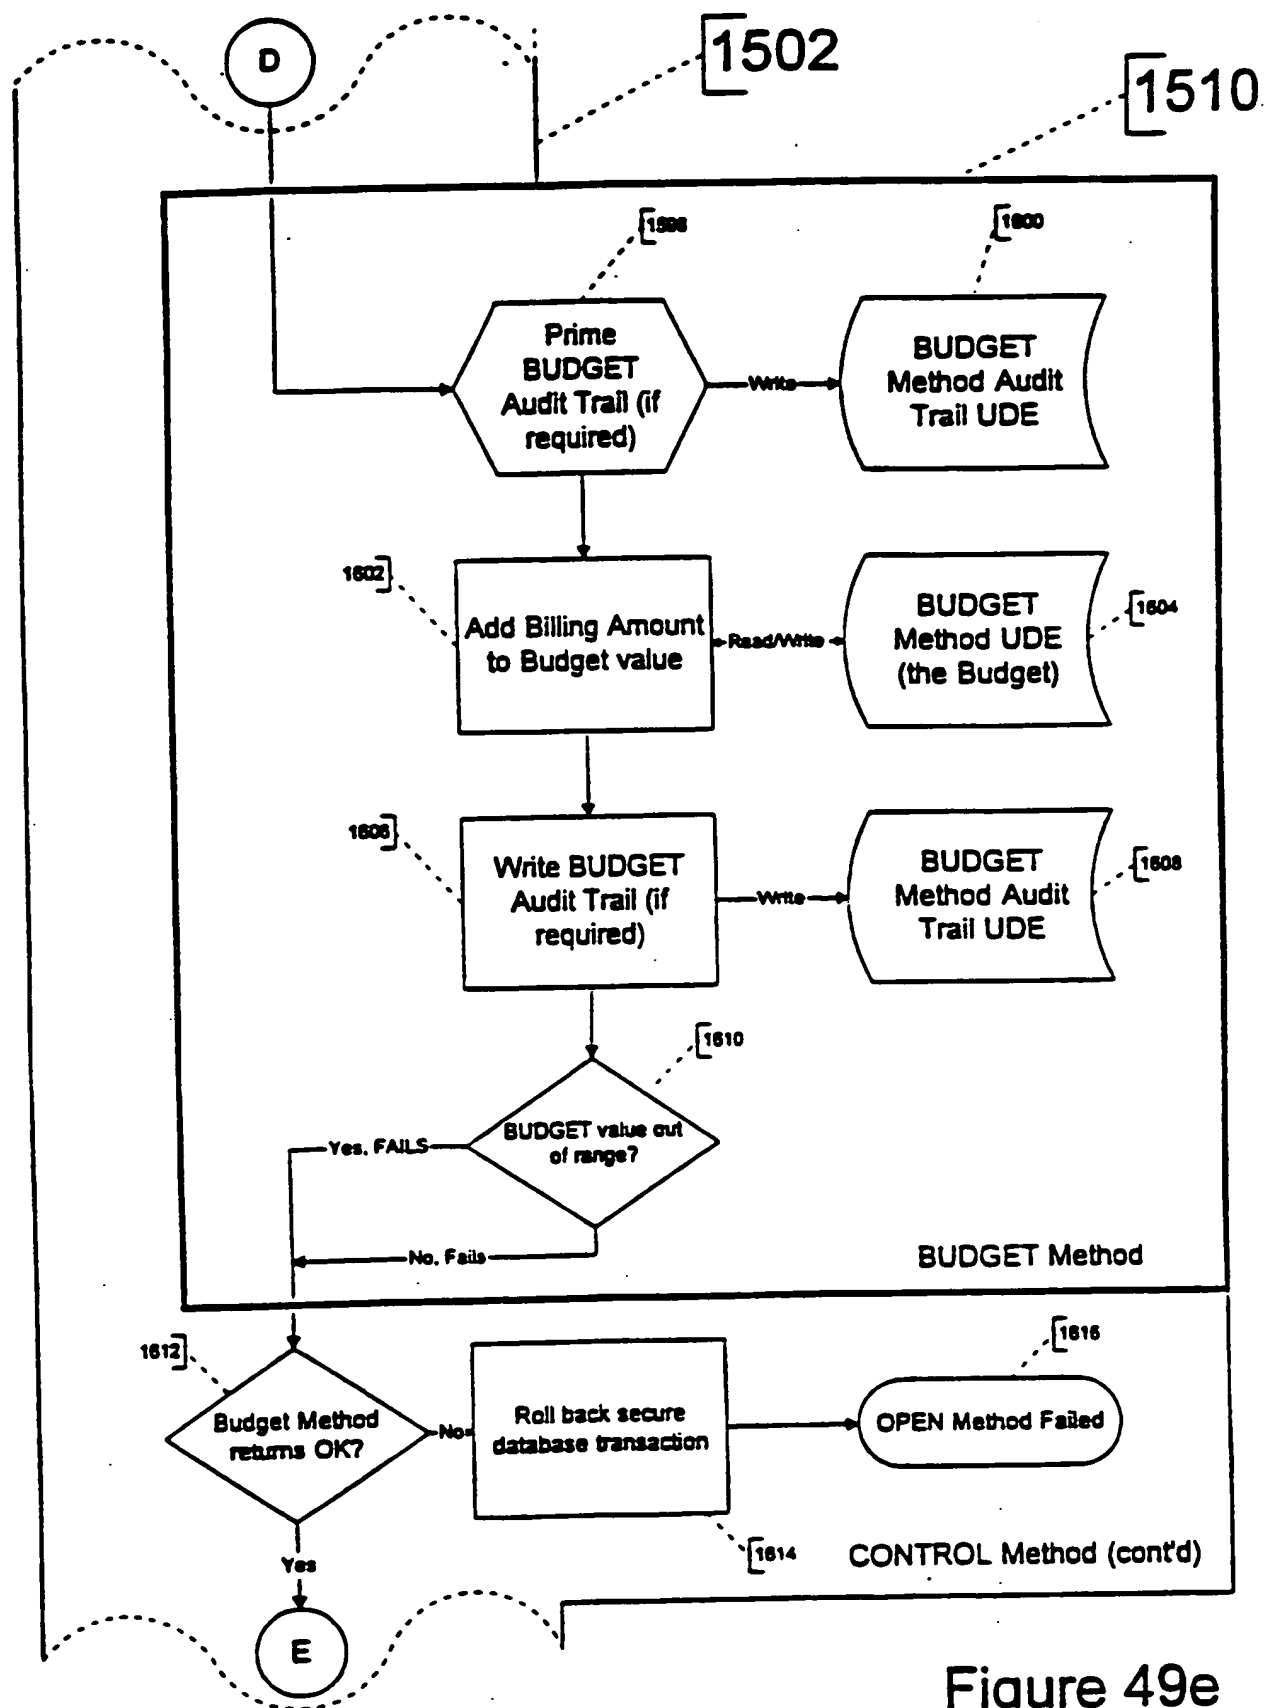 D
1502
1510
1598
1600
Prime
BUDGET
Audit Trail (if
required)
Write
BUDGET
Method Audit
Trail UDE
1602
Add Billing Amount
to Budget value
Read/Write
BUDGET
Method UDE
(the Budget)
1604
1606
Write BUDGET
Audit Trail (if
required)
Write
BUDGET
Method Audit
Trail UDE
1608
1610
BUDGET value out
of range?
Yes, FAILS
No, Fails
BUDGET Method
1612
Budget Method
returns OK?
No
Roll back secure
database transaction
1616
OPEN Method Failed
1614
CONTROL Method (cont'd)
Yes
E
Figure 49e